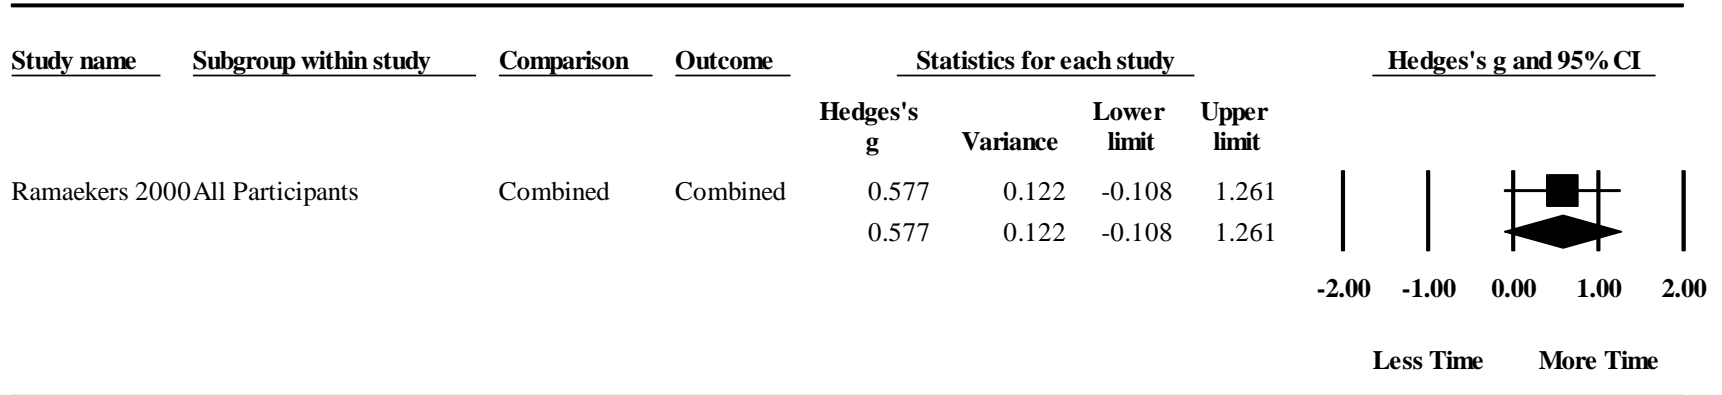 Study name Subgroup within study Comparison Outcome Statistics for each study Hedges's g and 95% CI
Hedges's g Variance Lower limit Upper limit
Ramaekers 2000 All Participants Combined Combined 0.577 0.122 -0.108 1.261
0.577 0.122 -0.108 1.261
-2.00 -1.00 0.00 1.00 2.00
Less Time More Time